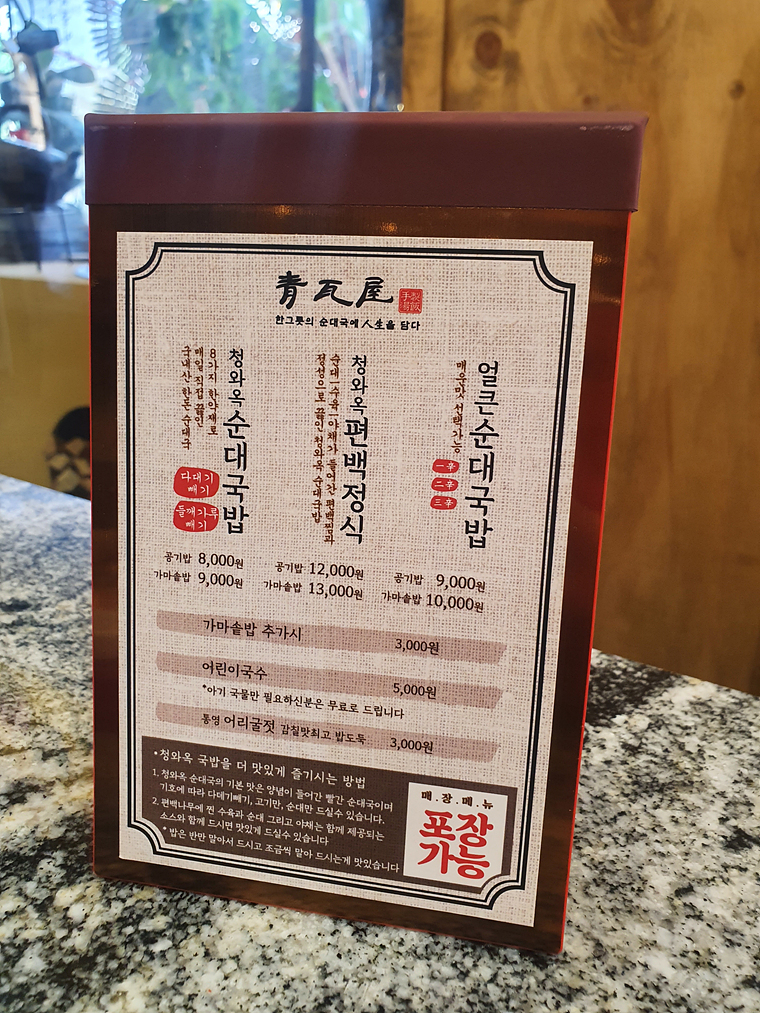 青瓦屋
手製
湯飯
한그릇의 순대국에 人生을 담다
얼큰순대국밥
매운맛 선택가능
一辛
二辛
三辛
공기밥 9,000원
가마솥밥 10,000원
청와옥편백정식
순대/수육/야채가 들어간 편백찜과
정성으로 끓인 청와옥 순대국밥
공기밥 12,000원
가마솥밥 13,000원
청와옥 순대국밥
8가지 한약재로
매일 직접 끓인
국내산 한돈 순대국
다대기
빼기
들깨가루
빼기
공기밥 8,000원
가마솥밥 9,000원
가마솥밥 추가시 3,000원
어린이국수 5,000원
*아기 국물만 필요하신분은 무료로 드립니다
통영 어리굴젓 감칠맛최고 밥도둑 3,000원
•청와옥 국밥을 더 맛있게 즐기시는 방법
1. 청와옥 순대국의 기본 맛은 양념이 들어간 빨간 순대국이며
기호에 따라 다데기빼기, 고기만, 순대만 드실수 있습니다.
2. 편백나무에 찐 수육과 순대 그리고 야채는 함께 제공되는
소스와 함께 드시면 맛있게 드실수 있습니다
* 밥은 반만 말아서 드시고 조금씩 말아 드시는게 맛있습니다
매.장.메.뉴
포장
가능